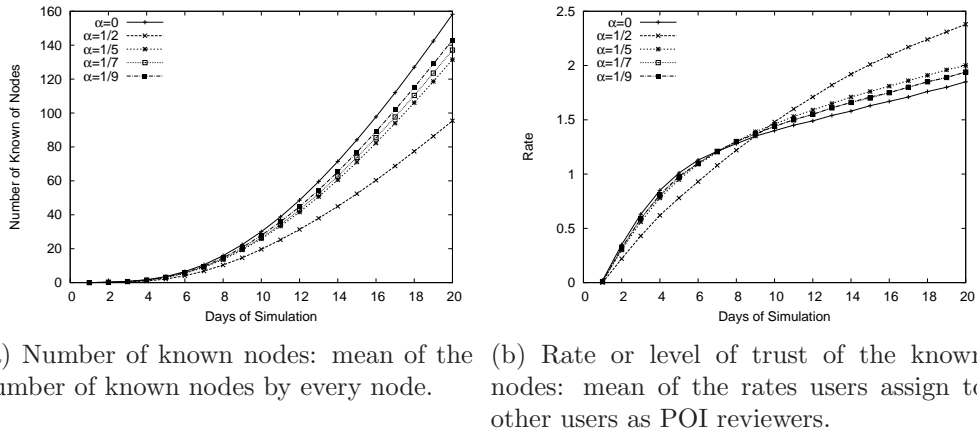 160
140
120
100
80
60
40
20
0
Number of Known of Nodes
α=0
α=1/2
α=1/5
α=1/7
α=1/9
0 2 4 6 8 10 12 14 16 18 20
Days of Simulation
2.5
2
1.5
1
0.5
0
Rate
α=0
α=1/2
α=1/5
α=1/7
α=1/9
0 2 4 6 8 10 12 14 16 18 20
Days of Simulation
) Number of known nodes: mean of the
umber of known nodes by every node.
(b) Rate or level of trust of the known
nodes: mean of the rates users assign to
other users as POI reviewers.